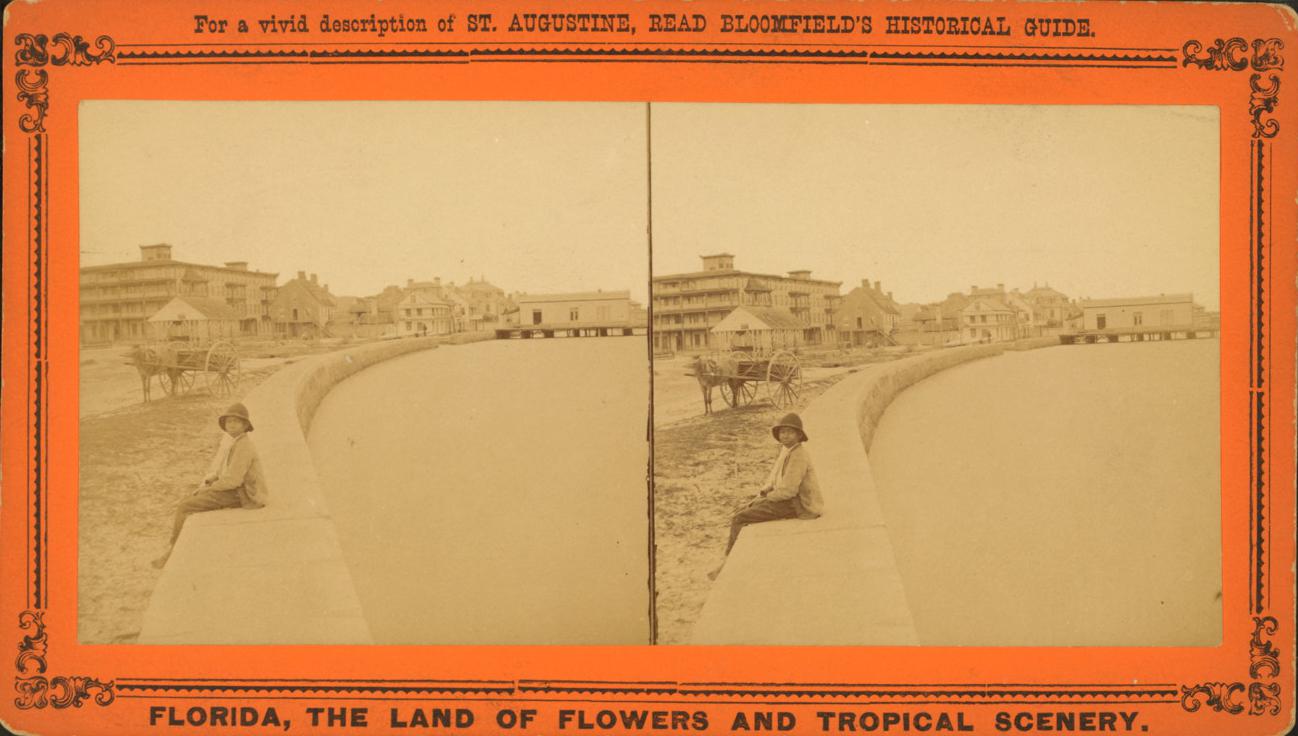 For a vivid description of ST. AUGUSTINE, READ BLOOMFIELD'S HISTORICAL GUIDE.
FLORIDA, THE LAND OF FLOWERS AND TROPICAL SCENERY.